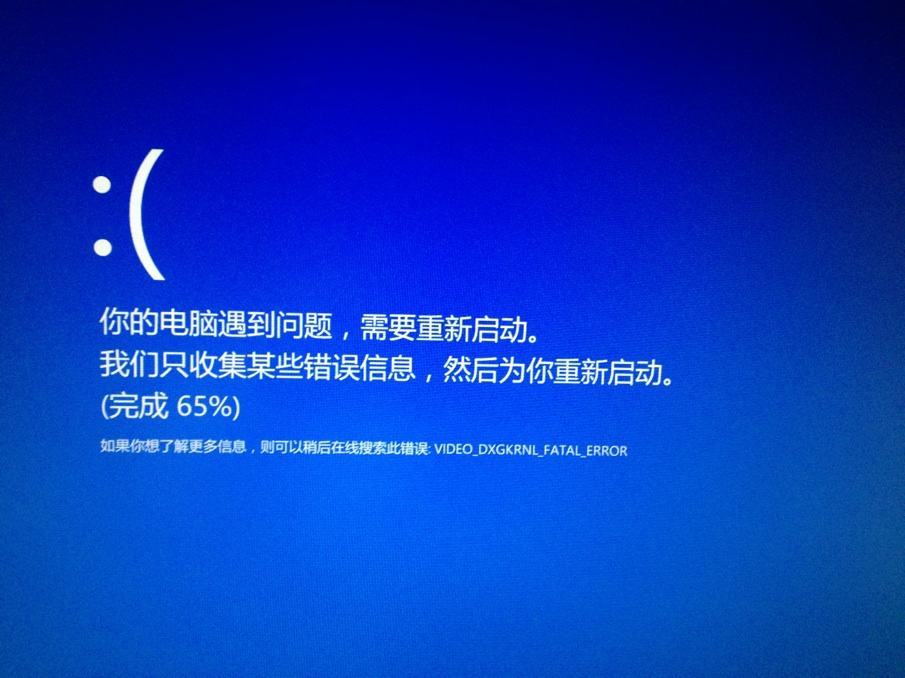 :(
你的电脑遇到问题，需要重新启动。
我们只收集某些错误信息，然后为你重新启动。
(完成 65%)
如果你想了解更多信息，则可以稍后在线搜索此错误: VIDEO_DXGKRNL_FATAL_ERROR